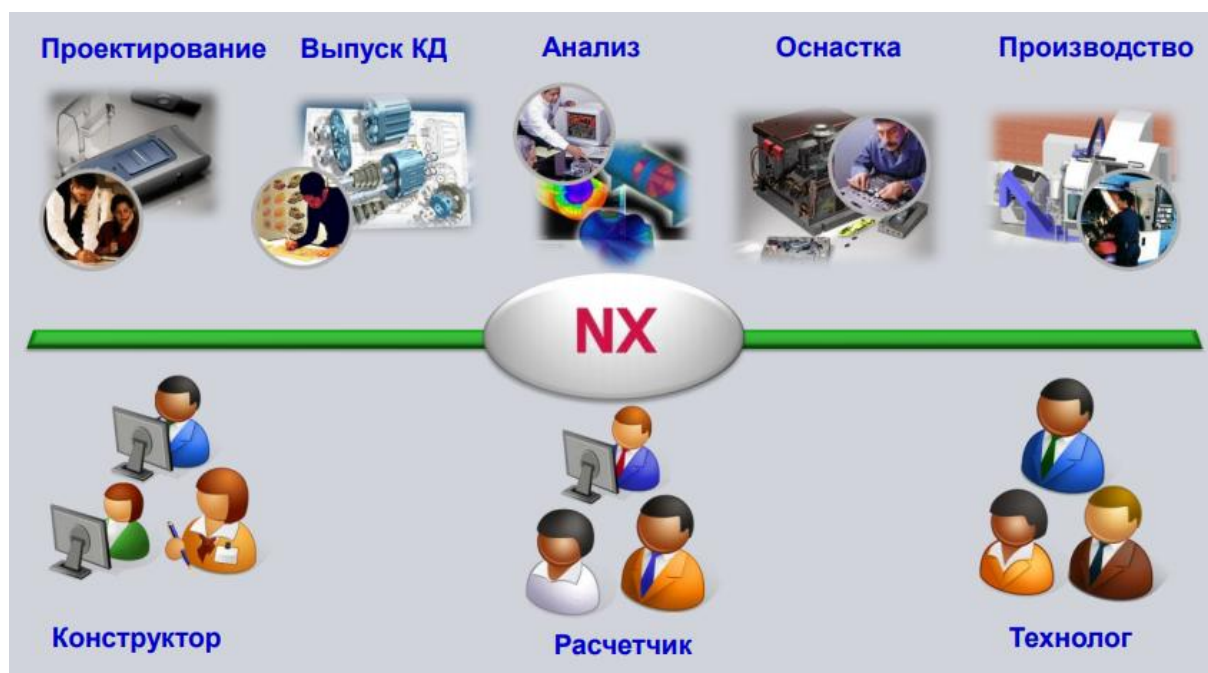 Проектирование
Выпуск КД
Анализ
Оснастка
Производство
NX
Конструктор
Расчетчик
Технолог